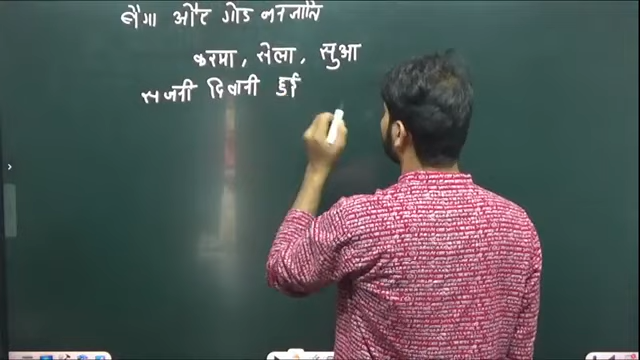 बैगा और गोंड जनजाति
करमा, सेला, सुआ
सजनी दिवानी हुई